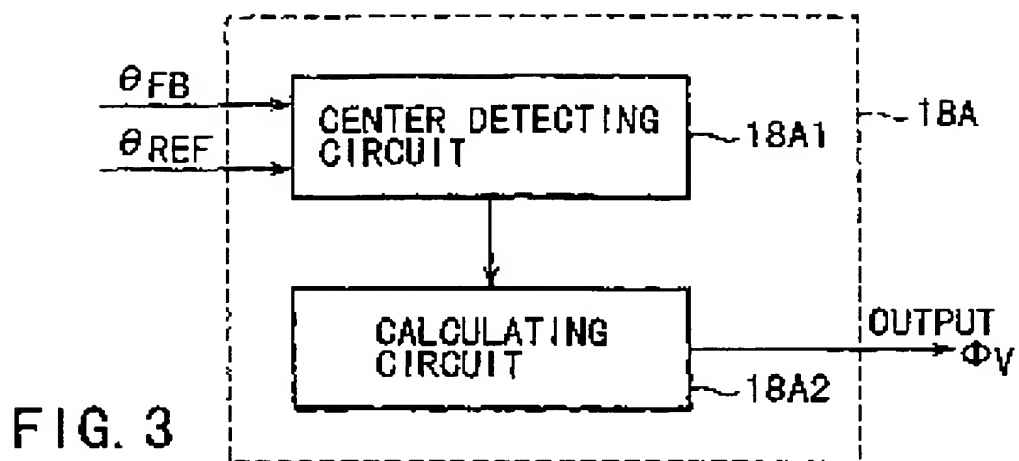 θFB
θREF
CENTER DETECTING
CIRCUIT
18A1
18A
CALCULATING
CIRCUIT
18A2
OUTPUT
ΦV
FIG. 3